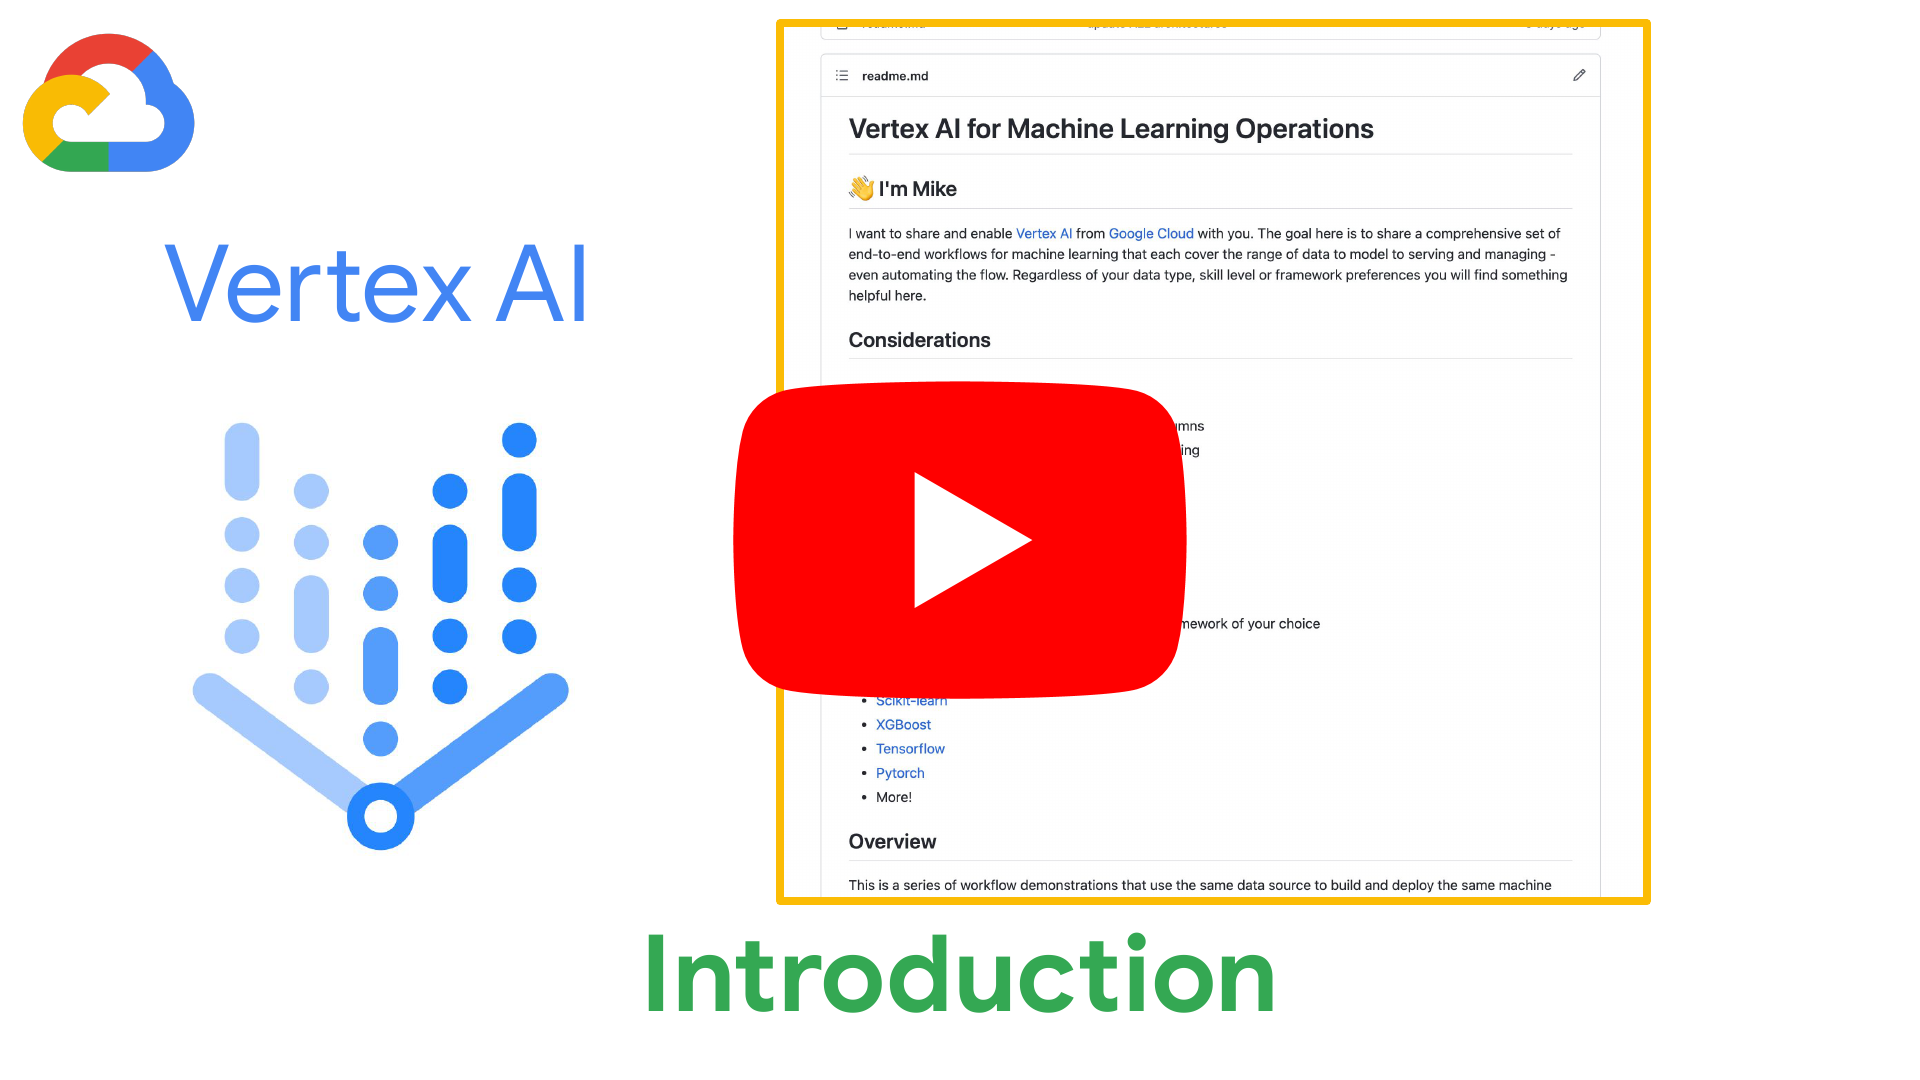 Vertex AI
readme.md
Vertex AI for Machine Learning Operations
👋 I'm Mike
I want to share and enable Vertex AI from Google Cloud with you. The goal here is to share a comprehensive set of
end-to-end workflows for machine learning that each cover the range of data to model to serving and managing -
even automating the flow. Regardless of your data type, skill level or framework preferences you will find something
helpful here.
Considerations
umns
ing
mework of your choice
Scikit-learn
XGBoost
Tensorflow
Pytorch
More!
Overview
This is a series of workflow demonstrations that use the same data source to build and deploy the same machine
Introduction